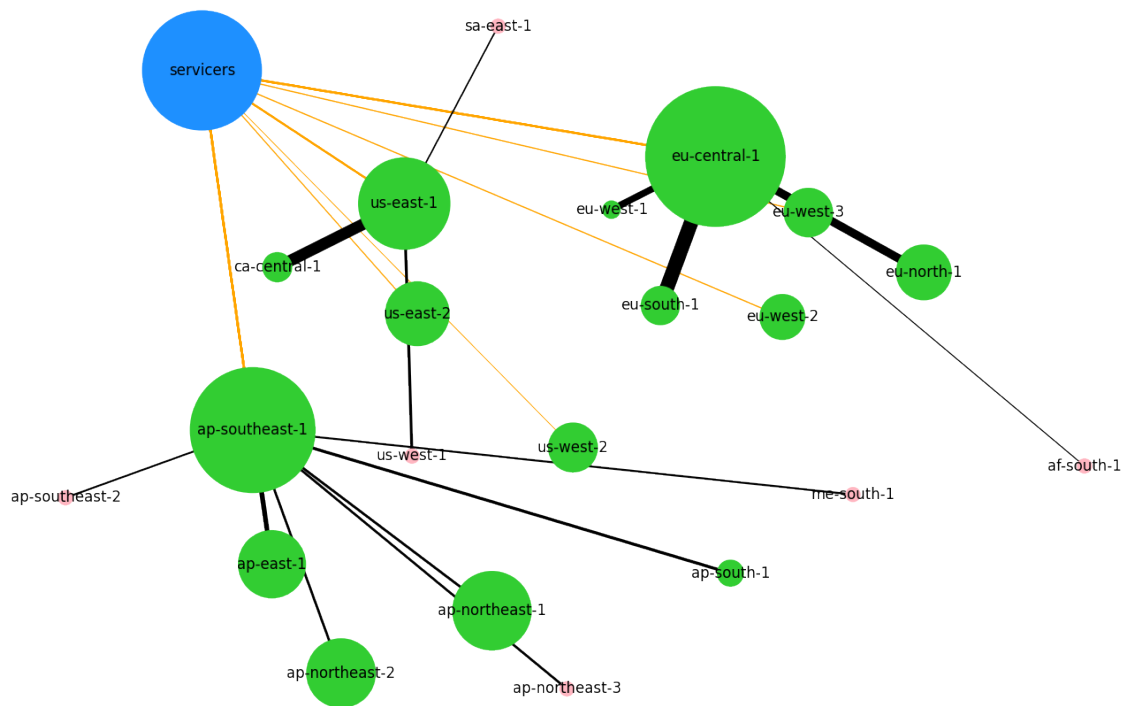 sa-east-1
servicers
eu-central-1
us-east-1
eu-west-1
eu-west-3
ca-central-1
eu-north-1
eu-south-1
us-east-2
eu-west-2
ap-southeast-1
us-west-2
us-west-1
af-south-1
ap-southeast-2
me-south-1
ap-east-1
ap-south-1
ap-northeast-1
ap-northeast-2
ap-northeast-3